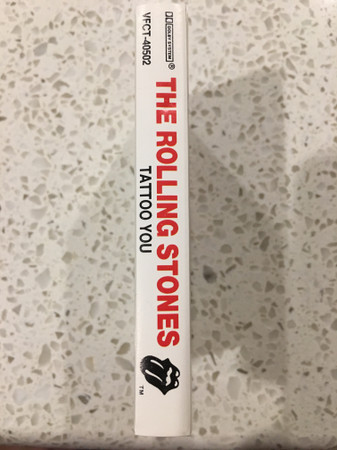 DOLBY SYSTEM ®
VFCT-40502
THE ROLLING STONES
TATTOO YOU
TM